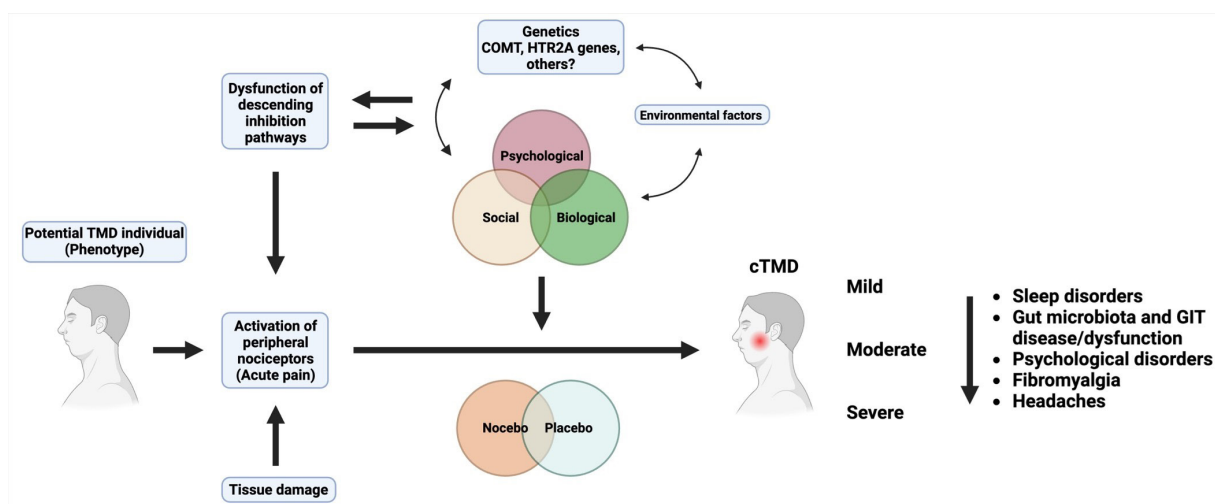 Genetics
COMT, HTR2A genes,
others?
Dysfunction of
descending
inhibition
pathways
Environmental factors
Psychological
Social
Biological
Potential TMD individual
(Phenotype)
cTMD
Mild
Moderate
Severe
• Sleep disorders
• Gut microbiota and GIT
disease/dysfunction
• Psychological disorders
• Fibromyalgia
• Headaches
Activation of
peripheral
nociceptors
(Acute pain)
Nocebo
Placebo
Tissue damage